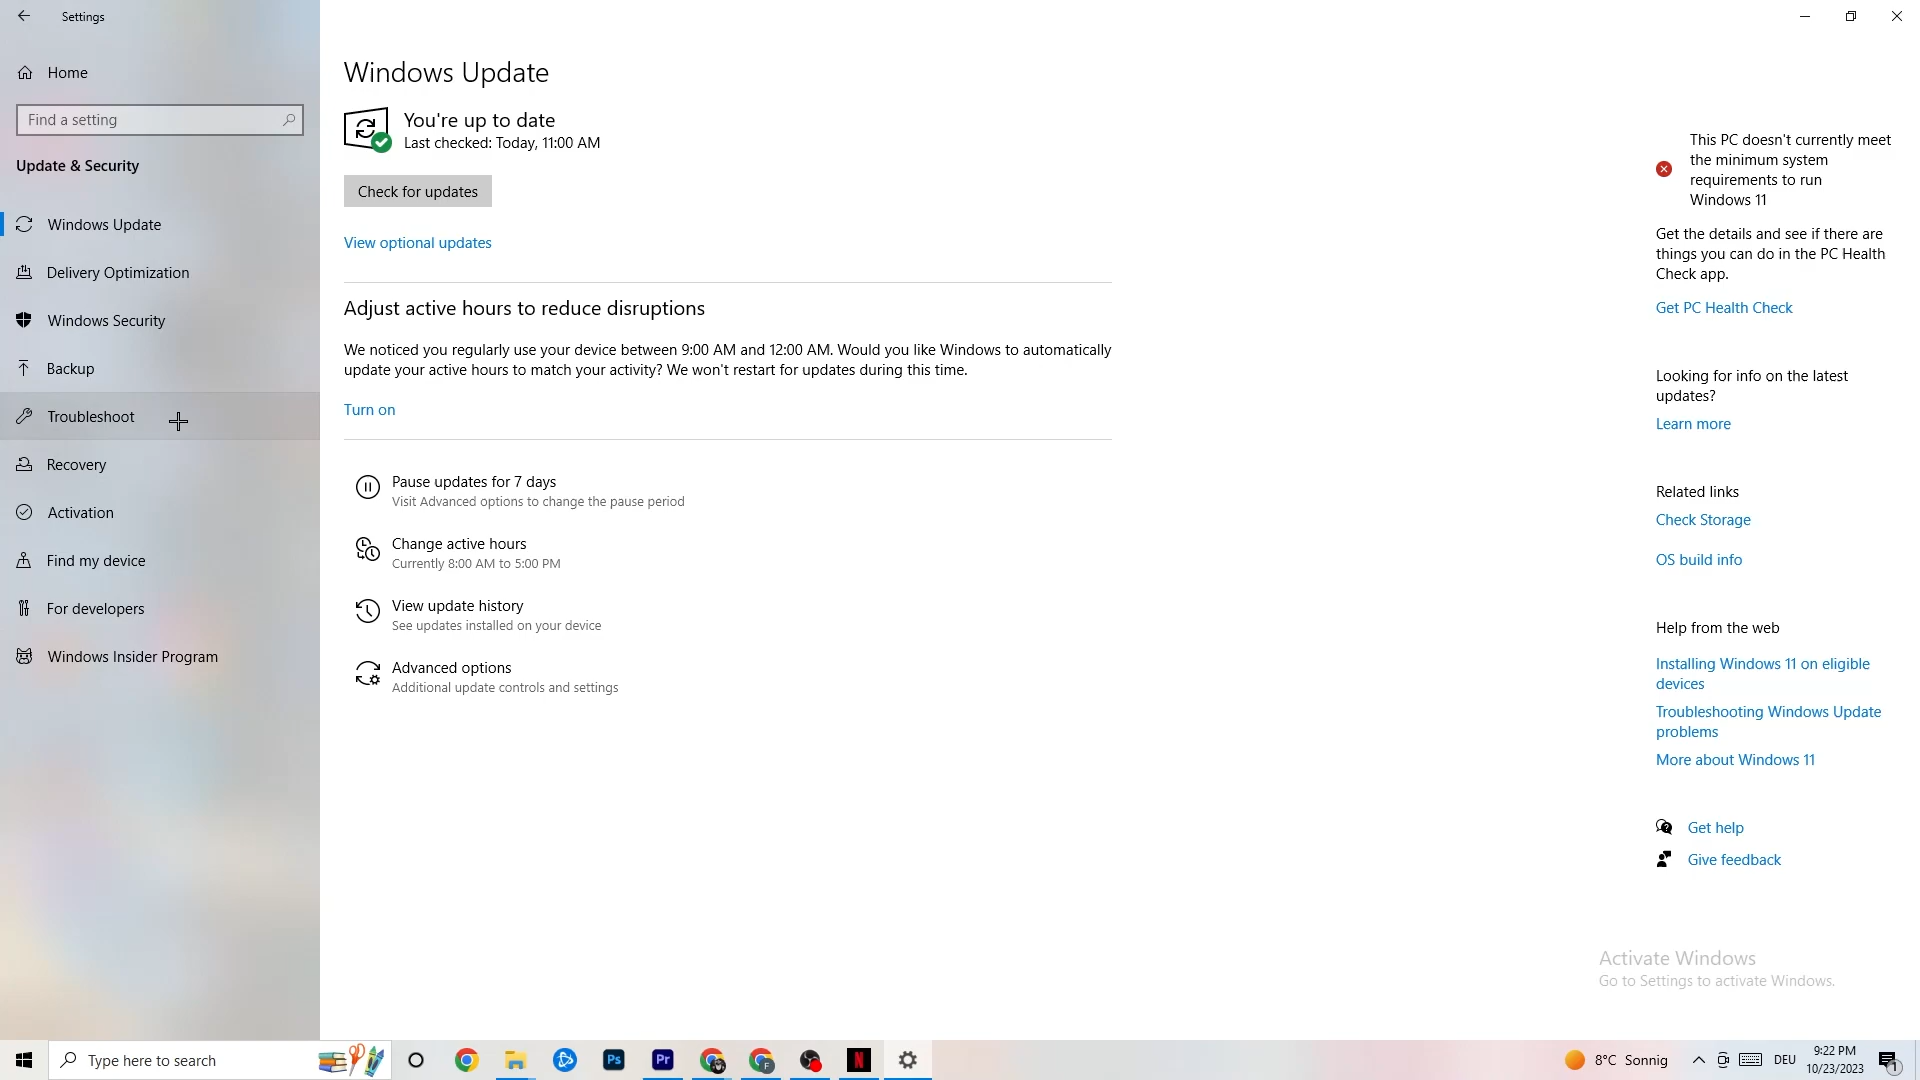 Settings
Home
Find a setting
Update & Security
Windows Update
Delivery Optimization
Windows Security
Backup
Troubleshoot
Recovery
Activation
Find my device
For developers
Windows Insider Program
Windows Update
You're up to date
Last checked: Today, 11:00 AM
Check for updates
View optional updates
Adjust active hours to reduce disruptions
We noticed you regularly use your device between 9:00 AM and 12:00 AM. Would you like Windows to automatically
update your active hours to match your activity? We won't restart for updates during this time.
Turn on
Pause updates for 7 days
Visit Advanced options to change the pause period
Change active hours
Currently 8:00 AM to 5:00 PM
View update history
See updates installed on your device
Advanced options
Additional update controls and settings
This PC doesn't currently meet
the minimum system
requirements to run
Windows 11
Get the details and see if there are
things you can do in the PC Health
Check app.
Get PC Health Check
Looking for info on the latest
updates?
Learn more
Related links
Check Storage
OS build info
Help from the web
Installing Windows 11 on eligible
devices
Troubleshooting Windows Update
problems
More about Windows 11
Get help
Give feedback
Activate Windows
Go to Settings to activate Windows.
Type here to search
Ps
Pr
F
N
8°C Sonnig
DEU
9:22 PM
10/23/2023
1